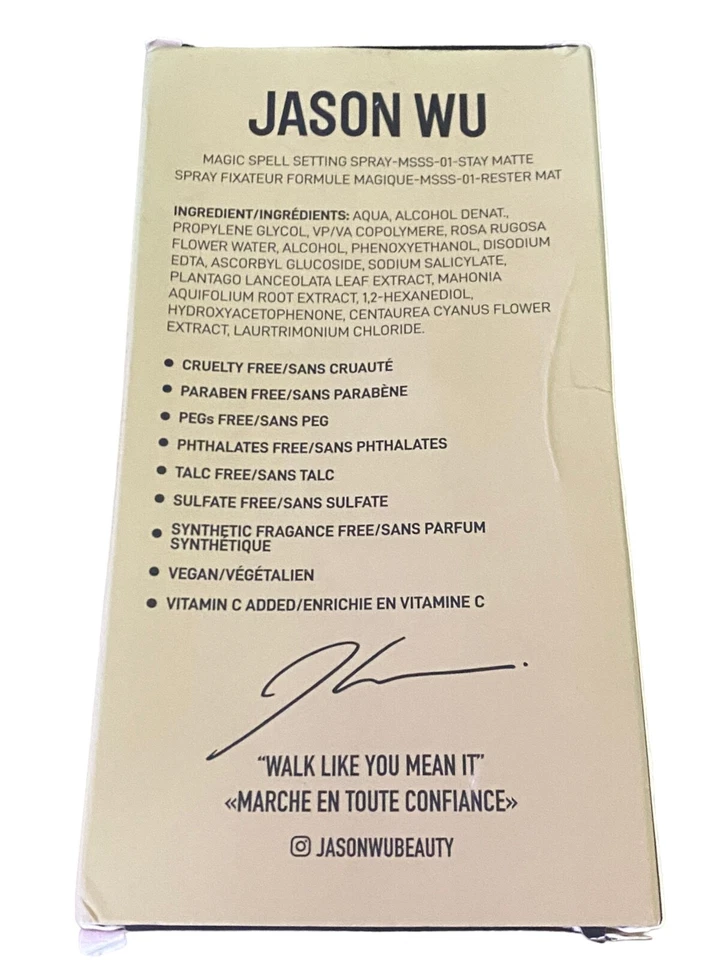 JASON WU
MAGIC SPELL SETTING SPRAY-MSSS-01-STAY MATTE
SPRAY FIXATEUR FORMULE MAGIQUE-MSSS-01-RESTER MAT
INGREDIENT/INGRÉDIENTS: AQUA, ALCOHOL DENAT.,
PROPYLENE GLYCOL, VP/VA COPOLYMERE, ROSA RUGOSA
FLOWER WATER, ALCOHOL, PHENOXYETHANOL, DISODIUM
EDTA, ASCORBYL GLUCOSIDE, SODIUM SALICYLATE,
PLANTAGO LANCEOLATA LEAF EXTRACT, MAHONIA
AQUIFOLIUM ROOT EXTRACT, 1,2-HEXANEDIOL,
HYDROXYACETOPHENONE, CENTAUREA CYANUS FLOWER
EXTRACT, LAURTRIMONIUM CHLORIDE.
• CRUELTY FREE/SANS CRUAUTÉ
• PARABEN FREE/SANS PARABÈNE
• PEGs FREE/SANS PEG
• PHTHALATES FREE/SANS PHTHALATES
• TALC FREE/SANS TALC
• SULFATE FREE/SANS SULFATE
• SYNTHETIC FRAGANCE FREE/SANS PARFUM
SYNTHÉTIQUE
• VEGAN/VÉGÉTALIEN
• VITAMIN C ADDED/ENRICHIE EN VITAMINE C
“WALK LIKE YOU MEAN IT”
«MARCHE EN TOUTE CONFIANCE»
JASONWUBEAUTY